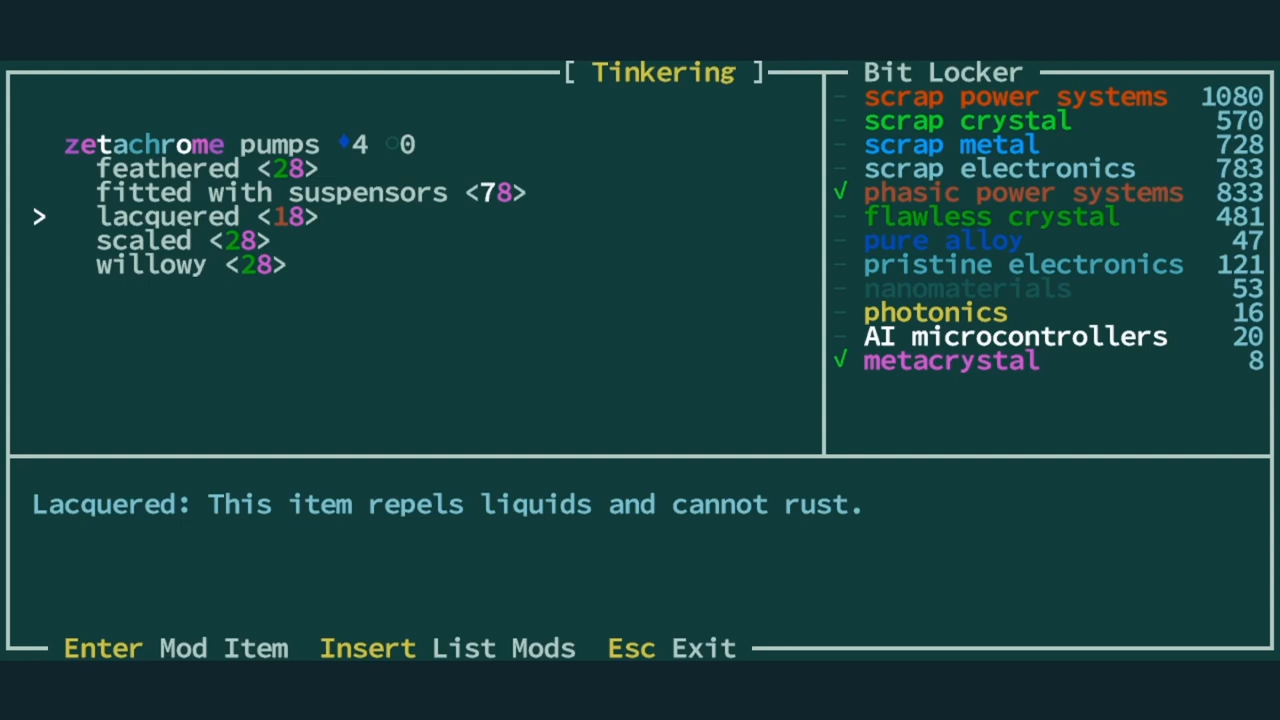 [ Tinkering ]
zetachrome pumps ♦4 ○0
feathered <28>
fitted with suspensors <78>
> lacquered <18>
scaled <28>
willowy <28>
Bit Locker
- scrap power systems 1080
- scrap crystal 570
- scrap metal 728
- scrap electronics 783
√ phasic power systems 833
- flawless crystal 481
- pure alloy 47
- pristine electronics 121
- nanomaterials 53
- photonics 16
- AI microcontrollers 20
√ metacrystal 8
Lacquered: This item repels liquids and cannot rust.
Enter Mod Item Insert List Mods Esc Exit